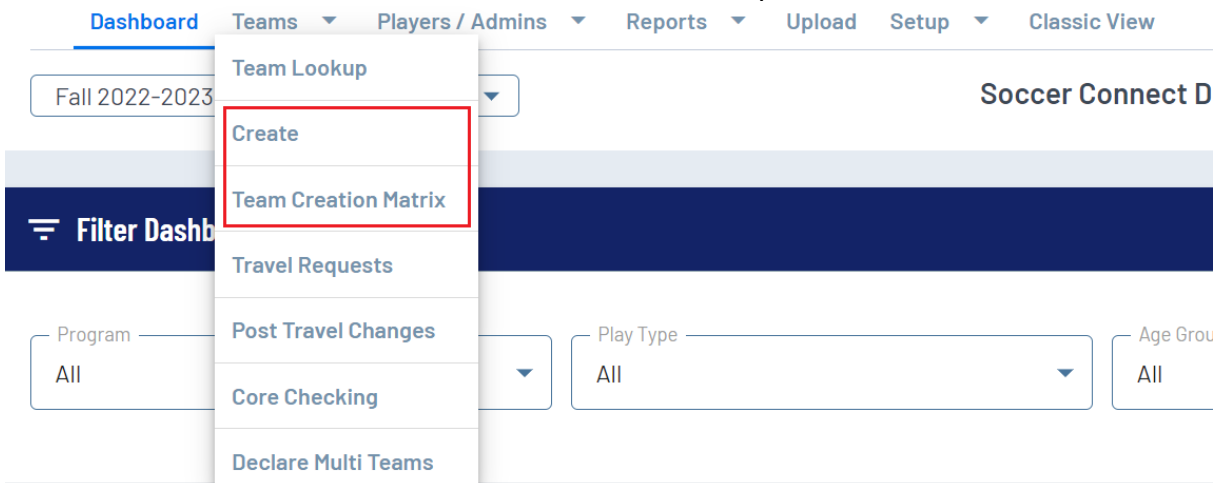 Dashboard Teams Players / Admins Reports Upload Setup Classic View
Team Lookup
Fall 2022-2023
Soccer Connect D
Create
Team Creation Matrix
Filter Dashb
Travel Requests
Post Travel Changes
Program
All
Play Type
All
Age Grou
All
Core Checking
Declare Multi Teams